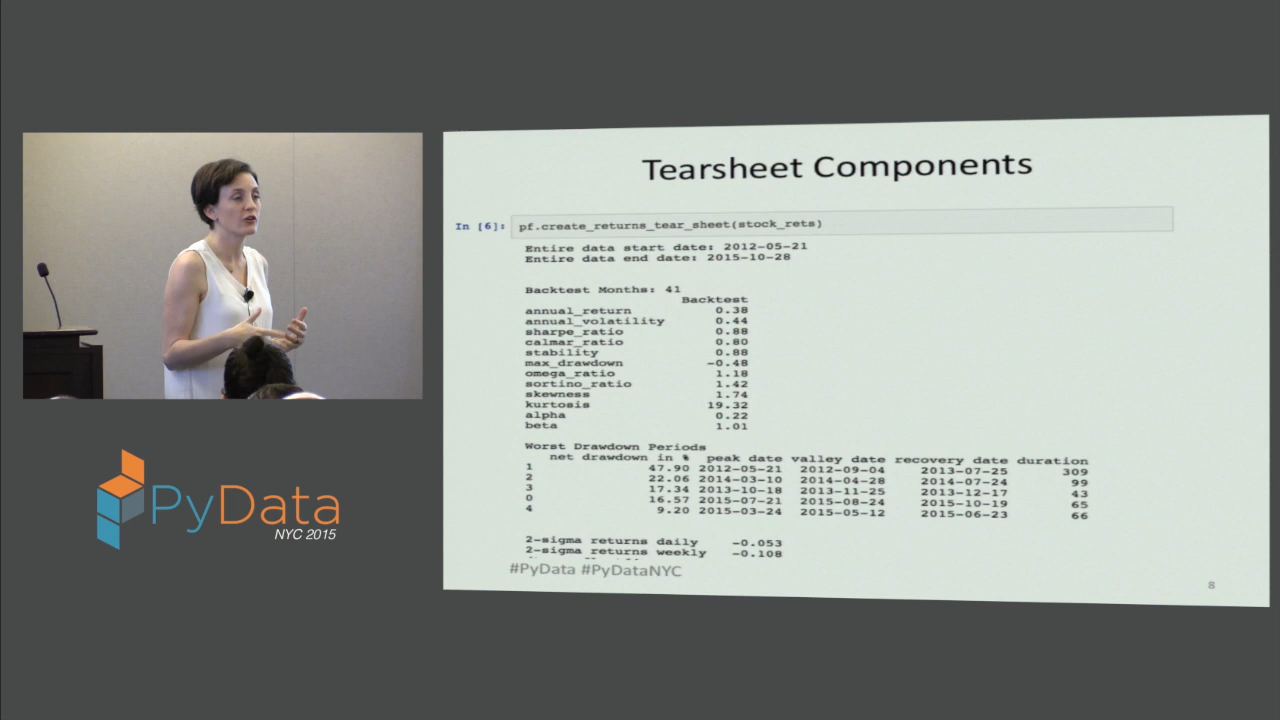 Tearsheet Components
In [6]: pf.create_returns_tear_sheet(stock_rets)
Entire data start date: 2012-05-21
Entire data end date: 2015-10-28
Backtest Months: 41
Backtest
annual_return 0.38
annual_volatility 0.44
sharpe_ratio 0.88
calmar_ratio 0.80
stability 0.88
max_drawdown -0.48
omega_ratio 1.18
sortino_ratio 1.42
skewness 1.74
kurtosis 19.32
alpha 0.22
beta 1.01
Worst Drawdown Periods
net drawdown in % peak date valley date recovery date duration
1 47.90 2012-05-21 2012-09-04 2013-07-25 309
2 22.06 2014-03-10 2014-04-28 2014-07-24 99
3 17.34 2013-10-18 2013-11-25 2013-12-17 43
0 16.57 2015-07-21 2015-08-24 2015-10-19 65
4 9.20 2015-03-24 2015-05-12 2015-06-23 66
2-sigma returns daily -0.053
2-sigma returns weekly -0.108
#PyData #PyDataNYC
8
PyData
NYC 2015